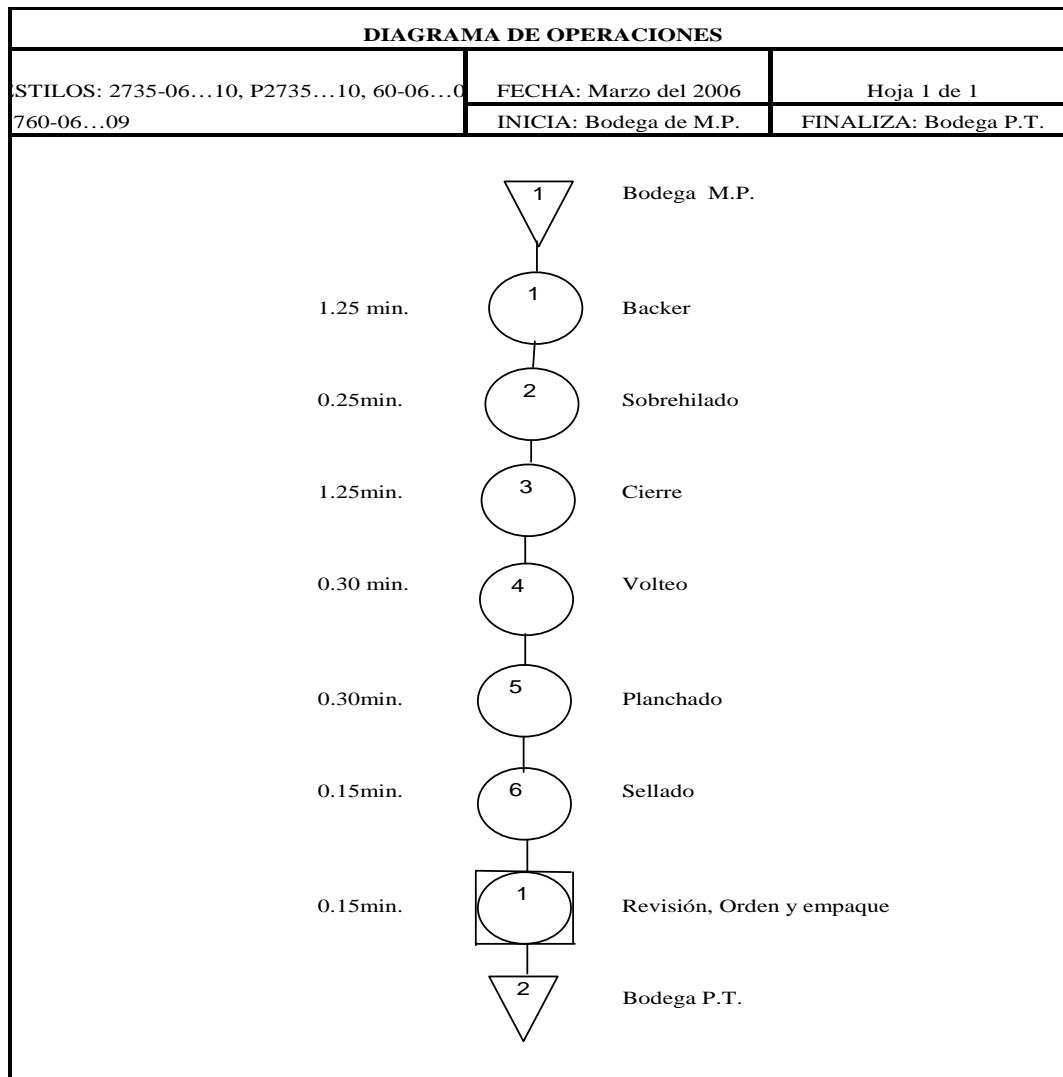 DIAGRAMA DE OPERACIONES
STILOS: 2735-06…10, P2735…10, 60-06…0
FECHA: Marzo del 2006
Hoja 1 de 1
760-06…09
INICIA: Bodega de M.P.
FINALIZA: Bodega P.T.
1 Bodega M.P.
1.25 min. 1 Backer
0.25min. 2 Sobrehilado
1.25min. 3 Cierre
0.30 min. 4 Volteo
0.30min. 5 Planchado
0.15min. 6 Sellado
0.15min. 1 Revisión, Orden y empaque
2 Bodega P.T.